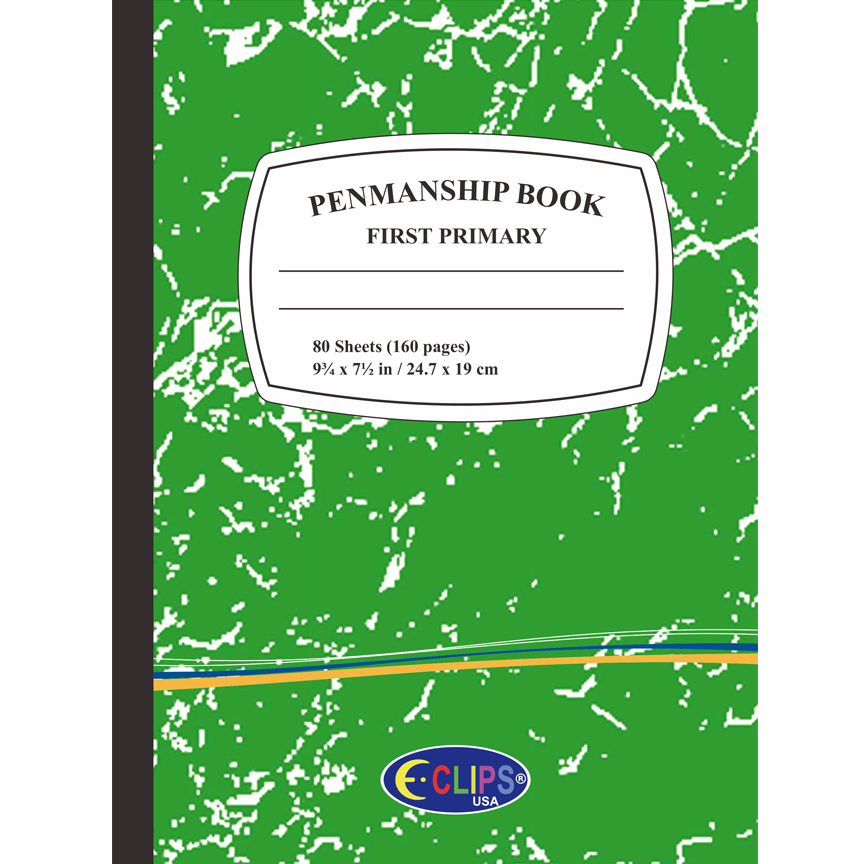 PENMANSHIP BOOK
FIRST PRIMARY
80 Sheets (160 pages)
9¾ x 7½ in / 24.7 x 19 cm
E-CLIPS®
USA